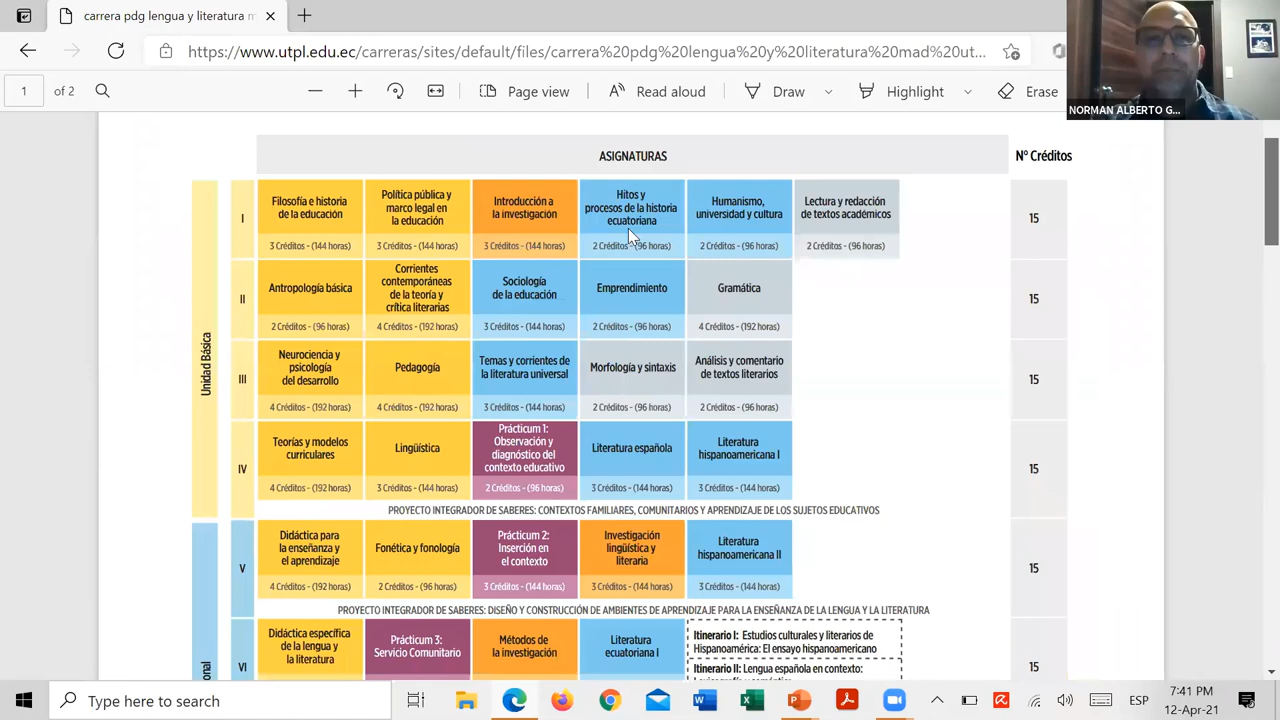 carrera pdg lengua y literatura m
https://www.utpl.edu.ec/carreras/sites/default/files/carrera%20pdg%20lengua%20y%20literatura%20mad%20ut...
1 of 2
Page view
Read aloud
Draw
Highlight
Erase
NORMAN ALBERTO G...
ASIGNATURAS
N° Créditos
Unidad Básica
I
Filosofía e historia
de la educación
3 Créditos - (144 horas)
Política pública y
marco legal en
la educación
3 Créditos - (144 horas)
Introducción a
la investigación
3 Créditos - (144 horas)
Hitos y
procesos de la historia
ecuatoriana
2 Créditos - (96 horas)
Humanismo,
universidad y cultura
2 Créditos - (96 horas)
Lectura y redacción
de textos académicos
2 Créditos - (96 horas)
15
II
Antropología básica
2 Créditos - (96 horas)
Corrientes
contemporáneas
de la teoría y
crítica literarias
4 Créditos - (192 horas)
Sociología
de la educación
3 Créditos - (144 horas)
Emprendimiento
2 Créditos - (96 horas)
Gramática
4 Créditos - (192 horas)
15
III
Neurociencia y
psicología
del desarrollo
4 Créditos - (192 horas)
Pedagogía
4 Créditos - (192 horas)
Temas y corrientes de
la literatura universal
3 Créditos - (144 horas)
Morfología y sintaxis
2 Créditos - (96 horas)
Análisis y comentario
de textos literarios
2 Créditos - (96 horas)
15
IV
Teorías y modelos
curriculares
4 Créditos - (192 horas)
Lingüística
3 Créditos - (144 horas)
Prácticum 1:
Observación y
diagnóstico del
contexto educativo
2 Créditos - (96 horas)
Literatura española
3 Créditos - (144 horas)
Literatura
hispanoamericana I
3 Créditos - (144 horas)
15
PROYECTO INTEGRADOR DE SABERES: CONTEXTOS FAMILIARES, COMUNITARIOS Y APRENDIZAJE DE LOS SUJETOS EDUCATIVOS
V
Didáctica para
la enseñanza y
el aprendizaje
4 Créditos - (192 horas)
Fonética y fonología
2 Créditos - (96 horas)
Prácticum 2:
Inserción en
el contexto
3 Créditos - (144 horas)
Investigación
lingüística y
literaria
3 Créditos - (144 horas)
Literatura
hispanoamericana II
3 Créditos - (144 horas)
15
PROYECTO INTEGRADOR DE SABERES: DISEÑO Y CONSTRUCCIÓN DE AMBIENTES DE APRENDIZAJE PARA LA ENSEÑANZA DE LA LENGUA Y LA LITERATURA
onal
VI
Didáctica específica
de la lengua y
la literatura
Prácticum 3:
Servicio Comunitario
Métodos de
la investigación
Literatura
ecuatoriana I
Itinerario I: Estudios culturales y literarios de
Hispanoamérica: El ensayo hispanoamericano
Itinerario II: Lengua española en contexto:
15
Type here to search
ESP
7:41 PM
12-Apr-21